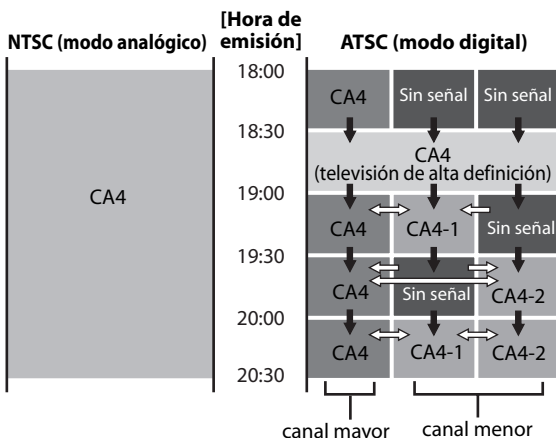 NTSC (modo analógico)
[Hora de
emisión]
ATSC (modo digital)
18:00
CA4
Sin señal
Sin señal
18:30
CA4
(televisión de alta definición)
19:00
CA4
CA4
CA4-1
Sin señal
19:30
CA4
Sin señal
CA4-2
20:00
CA4
CA4-1
CA4-2
20:30
canal mayor
canal menor